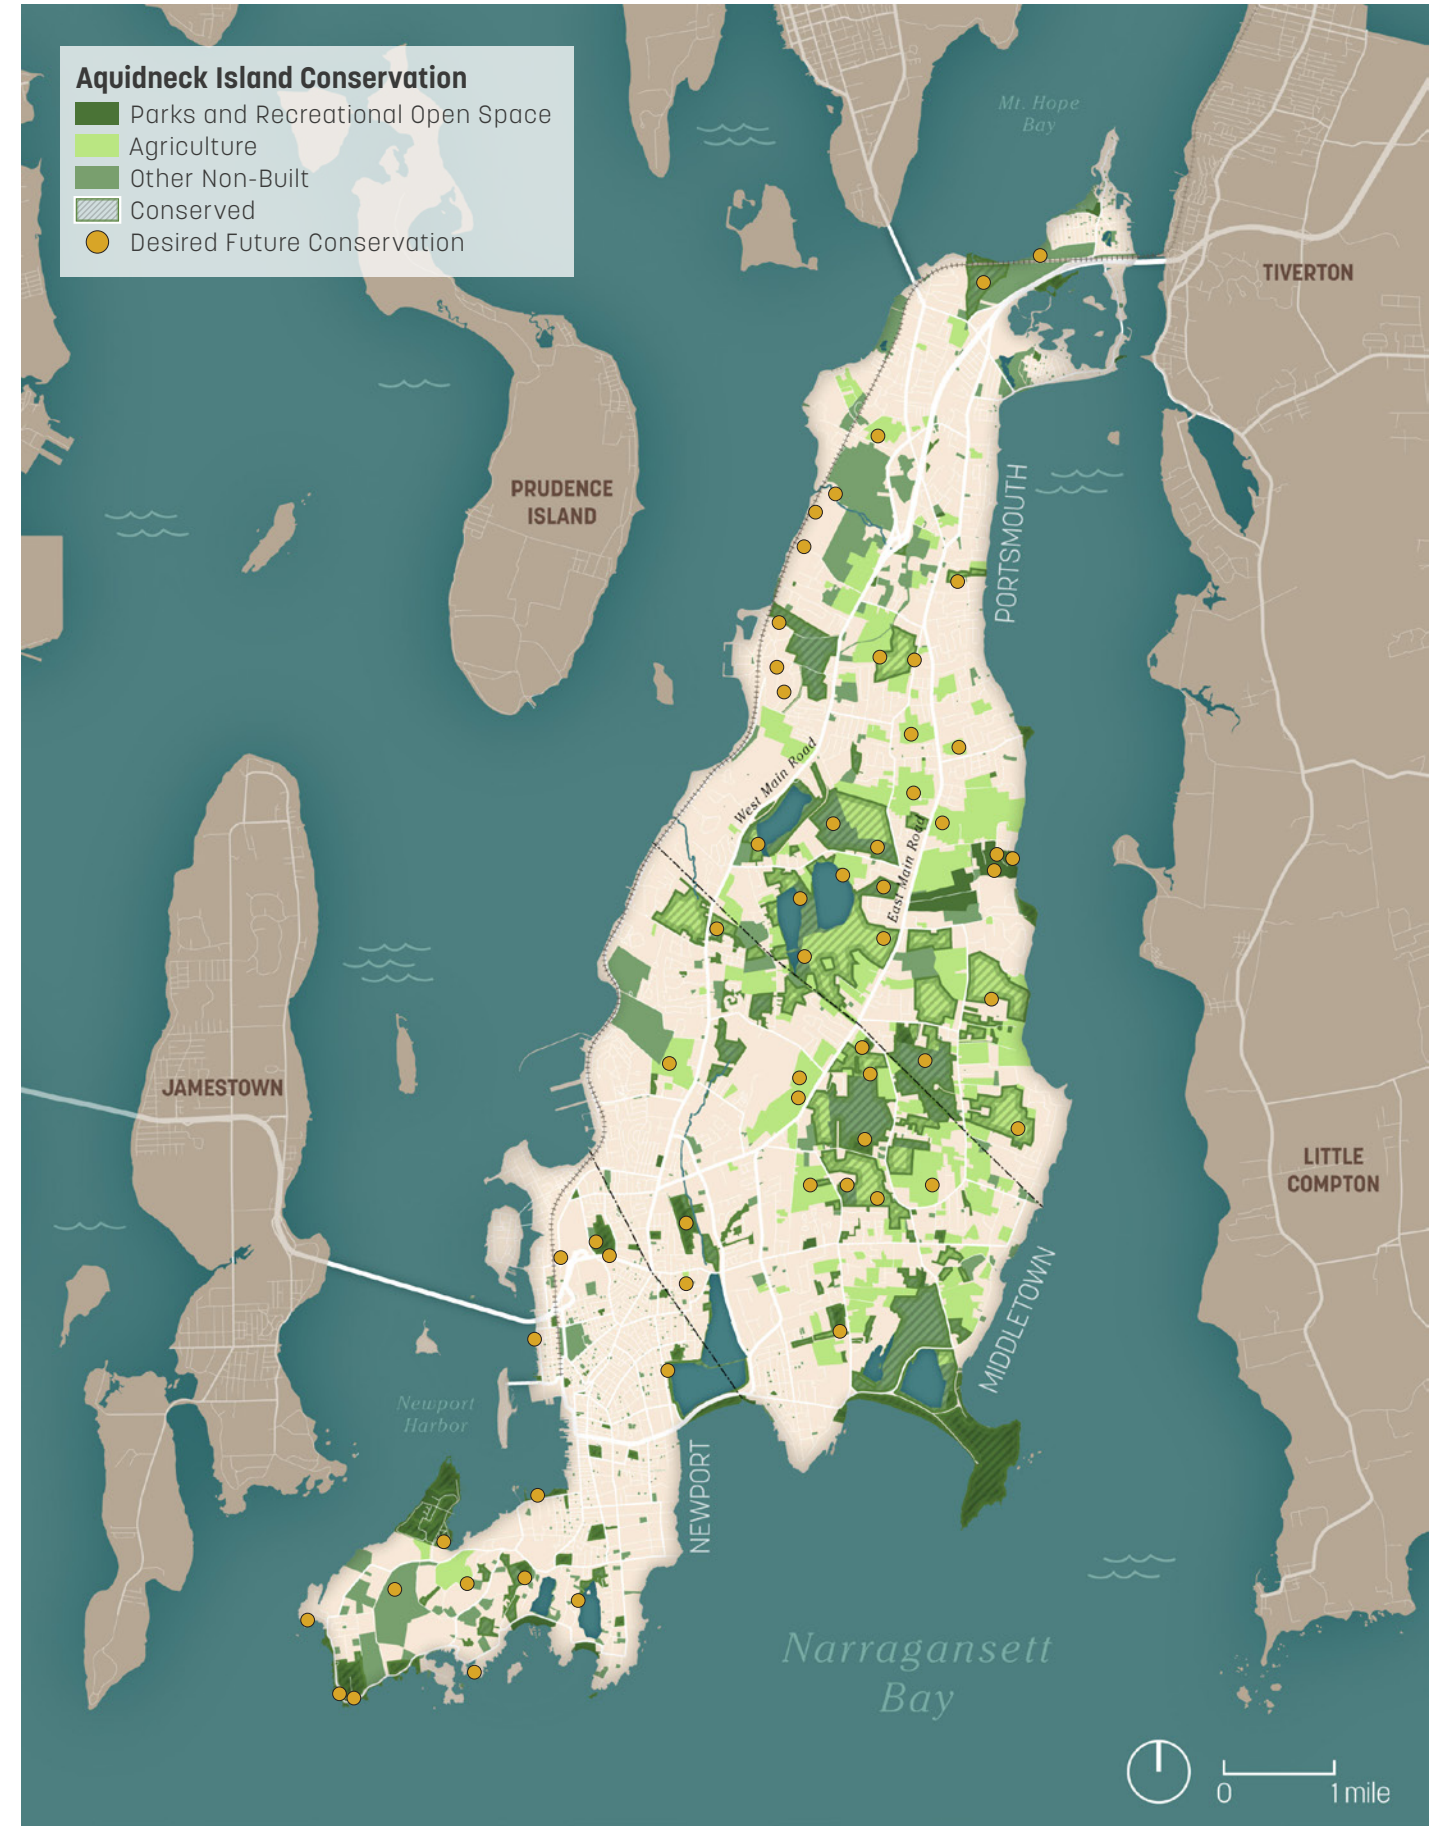 Aquidneck Island Conservation
Parks and Recreational Open Space
Agriculture
Other Non-Built
Conserved
Desired Future Conservation
Mt. Hope
Bay
TIVERTON
PRUDENCE
ISLAND
PORTSMOUTH
West Main Road
East Main Road
JAMESTOWN
LITTLE
COMPTON
MIDDLETOWN
Newport
Harbor
NEWPORT
Narragansett
Bay
0 1 mile